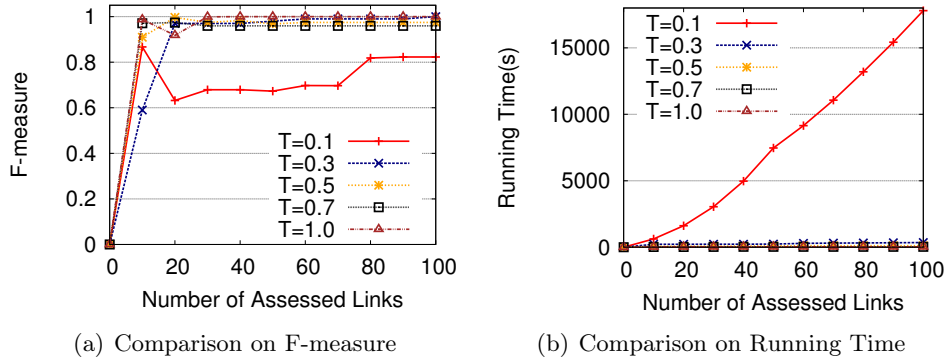 F-measure
1
0.8
0.6
0.4
0.2
0
T=0.1
T=0.3
T=0.5
T=0.7
T=1.0
0 20 40 60 80 100
Number of Assessed Links
(a) Comparison on F-measure
Running Time(s)
15000
10000
5000
0
T=0.1
T=0.3
T=0.5
T=0.7
T=1.0
0 20 40 60 80 100
Number of Assessed Links
(b) Comparison on Running Time